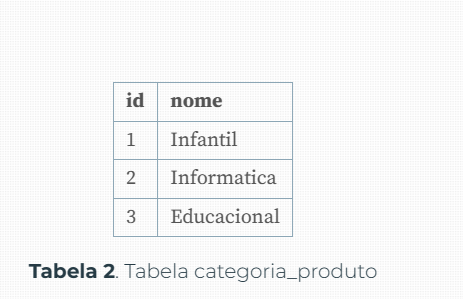 id nome
1 Infantil
2 Informatica
3 Educacional
Tabela 2. Tabela categoria_produto